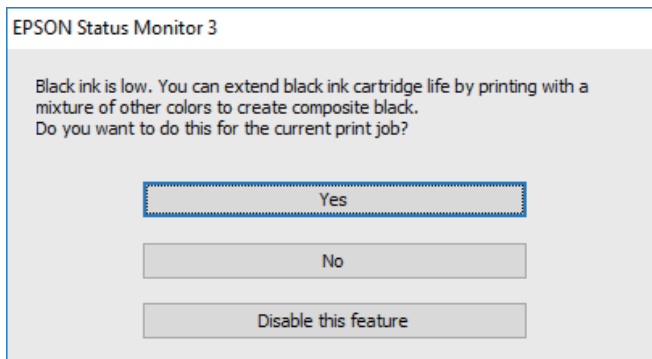 EPSON Status Monitor 3
Black ink is low. You can extend black ink cartridge life by printing with a
mixture of other colors to create composite black.
Do you want to do this for the current print job?
Yes
No
Disable this feature